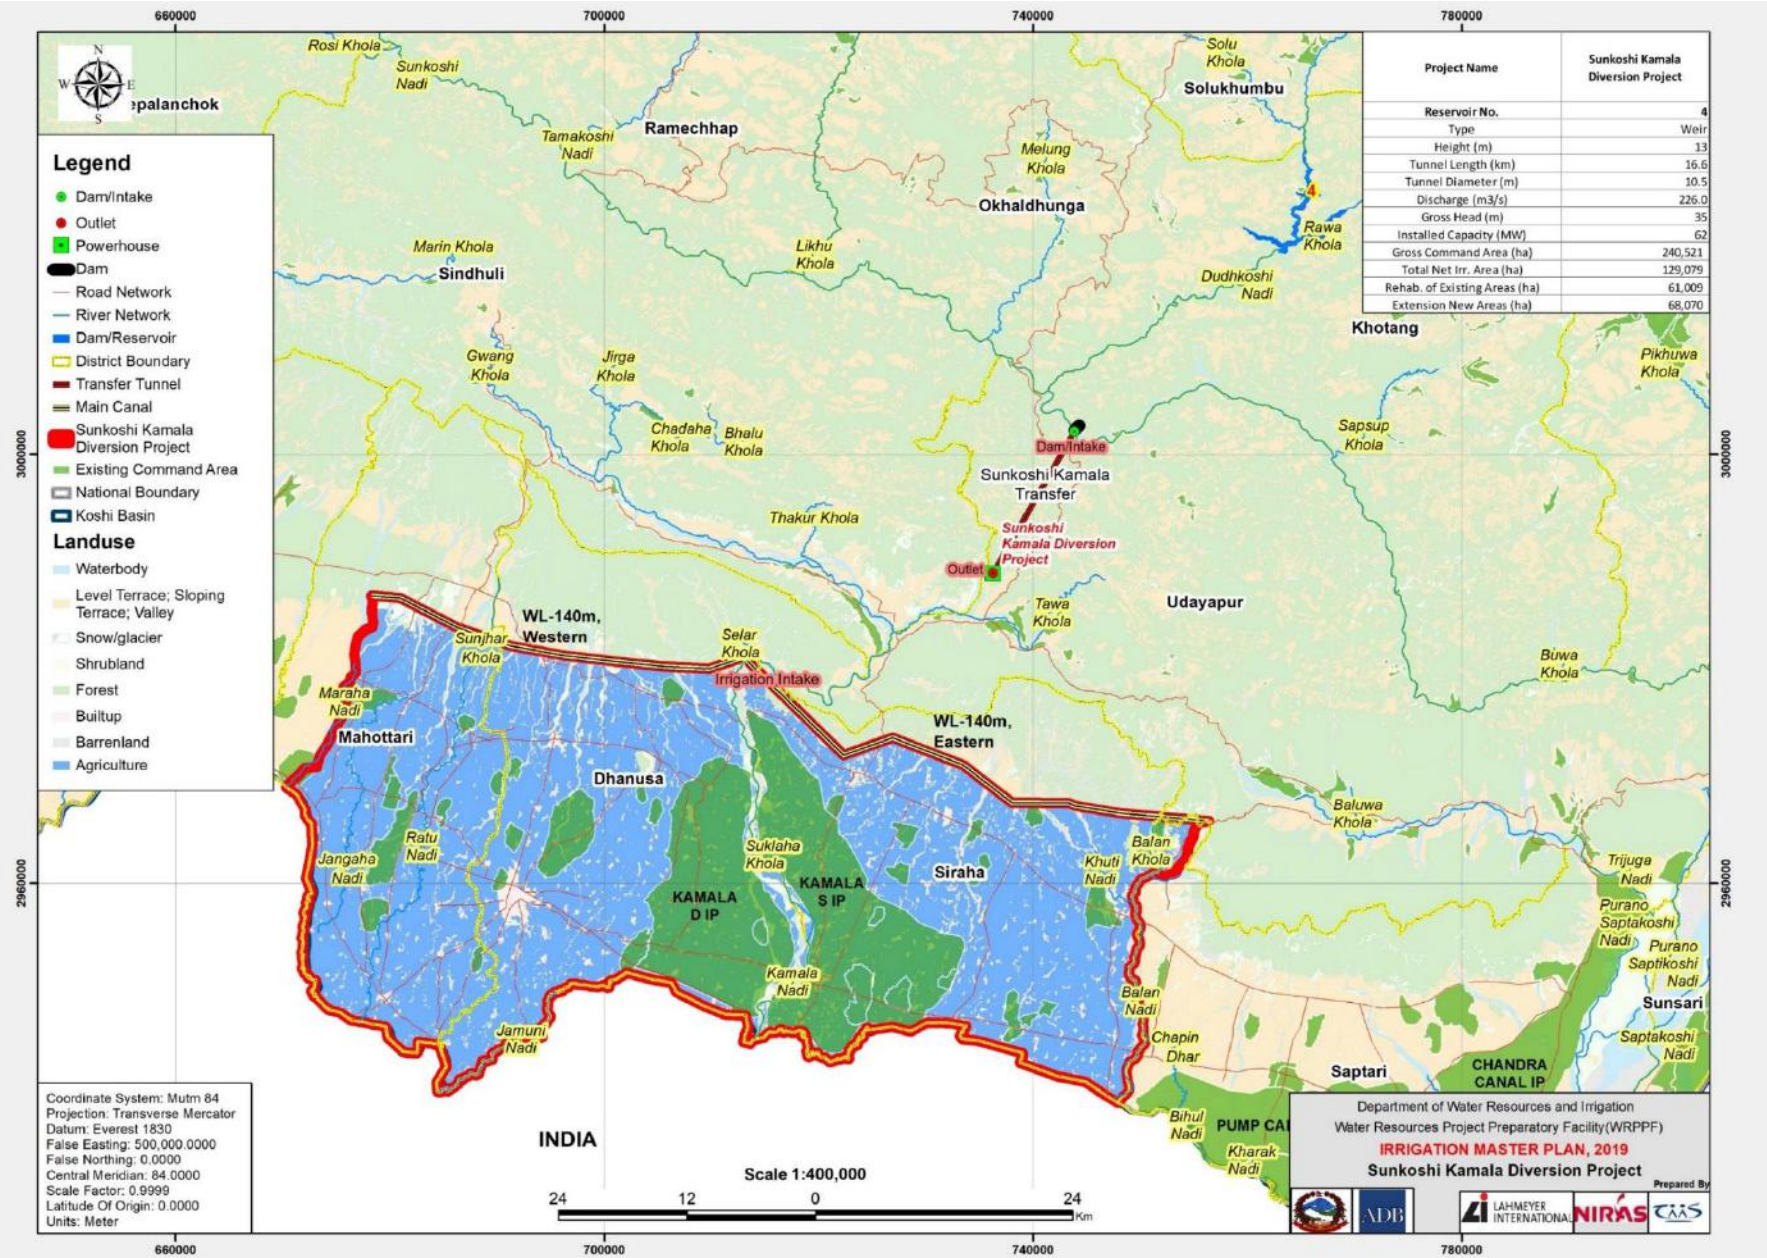 660000
700000
740000
780000
N
W
E
S
epalanchok
Rosi Khola
Sunkoshi
Nadi
Tamakoshi
Nadi
Ramechhap
Melung
Khola
Okhaldhunga
Solu
Khola
Solukhumbu
4
Rawa
Khola
Likhu
Khola
Dudhkoshi
Nadi
Marin Khola
Sindhuli
Khotang
Pikhuwa
Khola
Project Name Sunkoshi Kamala
Diversion Project
Reservoir No. 4
Type Weir
Height (m) 13
Tunnel Length (km) 16.6
Tunnel Diameter (m) 10.5
Discharge (m3/s) 226.0
Gross Head (m) 35
Installed Capacity (MW) 62
Gross Command Area (ha) 240,521
Total Net Irr. Area (ha) 129,079
Rehab. of Existing Areas (ha) 61,009
Extension New Areas (ha) 68,070
Legend
Dam/Intake
Outlet
Powerhouse
Dam
Road Network
River Network
Dam/Reservoir
District Boundary
Transfer Tunnel
Main Canal
Sunkoshi Kamala
Diversion Project
Existing Command Area
National Boundary
Koshi Basin
Landuse
Waterbody
Level Terrace; Sloping
Terrace; Valley
Snow/glacier
Shrubland
Forest
Builtup
Barrenland
Agriculture
Gwang
Khola
Jirga
Khola
Chadaha
Khola
Bhalu
Khola
Sapsup
Khola
3000000
3000000
Dam/Intake
Sunkoshi Kamala
Transfer
Thakur Khola
Sunkoshi
Kamala Diversion
Project
Outlet
Tawa
Khola
Udayapur
WL-140m,
Western
Sunjhar
Khola
Selar
Khola
Irrigation Intake
Buwa
Khola
Maraha
Nadi
Mahottari
WL-140m,
Eastern
Dhanusa
Baluwa
Khola
Ratu
Nadi
Jangaha
Nadi
Suklaha
Khola
Siraha
Khuti
Nadi
Balan
Khola
Trijuga
Nadi
2960000
2960000
KAMALA
D IP
KAMALA
S IP
Purano
Saptakoshi
Nadi
Purano
Saptikoshi
Nadi
Kamala
Nadi
Balan
Nadi
Sunsari
Jamuni
Nadi
Chapin
Dhar
Saptakoshi
Nadi
Saptari
CHANDRA
CANAL IP
Bihul
Nadi
PUMP CA
Kharak
Nadi
INDIA
Coordinate System: Mutm 84
Projection: Transverse Mercator
Datum: Everest 1830
False Easting: 500,000.0000
False Northing: 0.0000
Central Meridian: 84.0000
Scale Factor: 0.9999
Latitude Of Origin: 0.0000
Units: Meter
Scale 1:400,000
24 12 0 24
Km
Department of Water Resources and Irrigation
Water Resources Project Preparatory Facility(WRPPF)
IRRIGATION MASTER PLAN, 2019
Sunkoshi Kamala Diversion Project
Prepared By
ADB
LAHMEYER
INTERNATIONAL
NIRAS
660000
700000
740000
780000